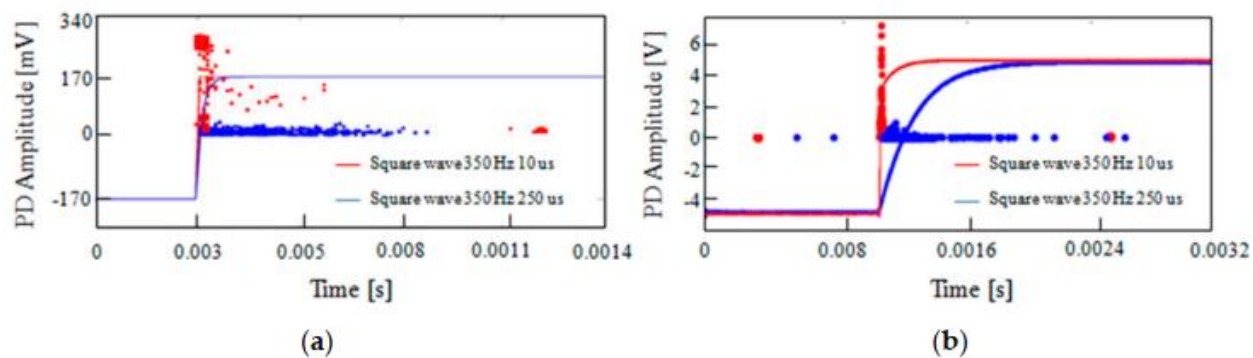 340
170
0
-170
PD Amplitude [mV]
Square wave 350 Hz 10 us
Square wave 350 Hz 250 us
0 0.003 0.005 0.008 0.0011 0.0014
Time [s]
(a)
6
4
2
0
-2
-4
PD Amplitude [V]
Square wave 350 Hz 10 us
Square wave 350 Hz 250 us
0 0.008 0.0016 0.0024 0.0032
Time [s]
(b)